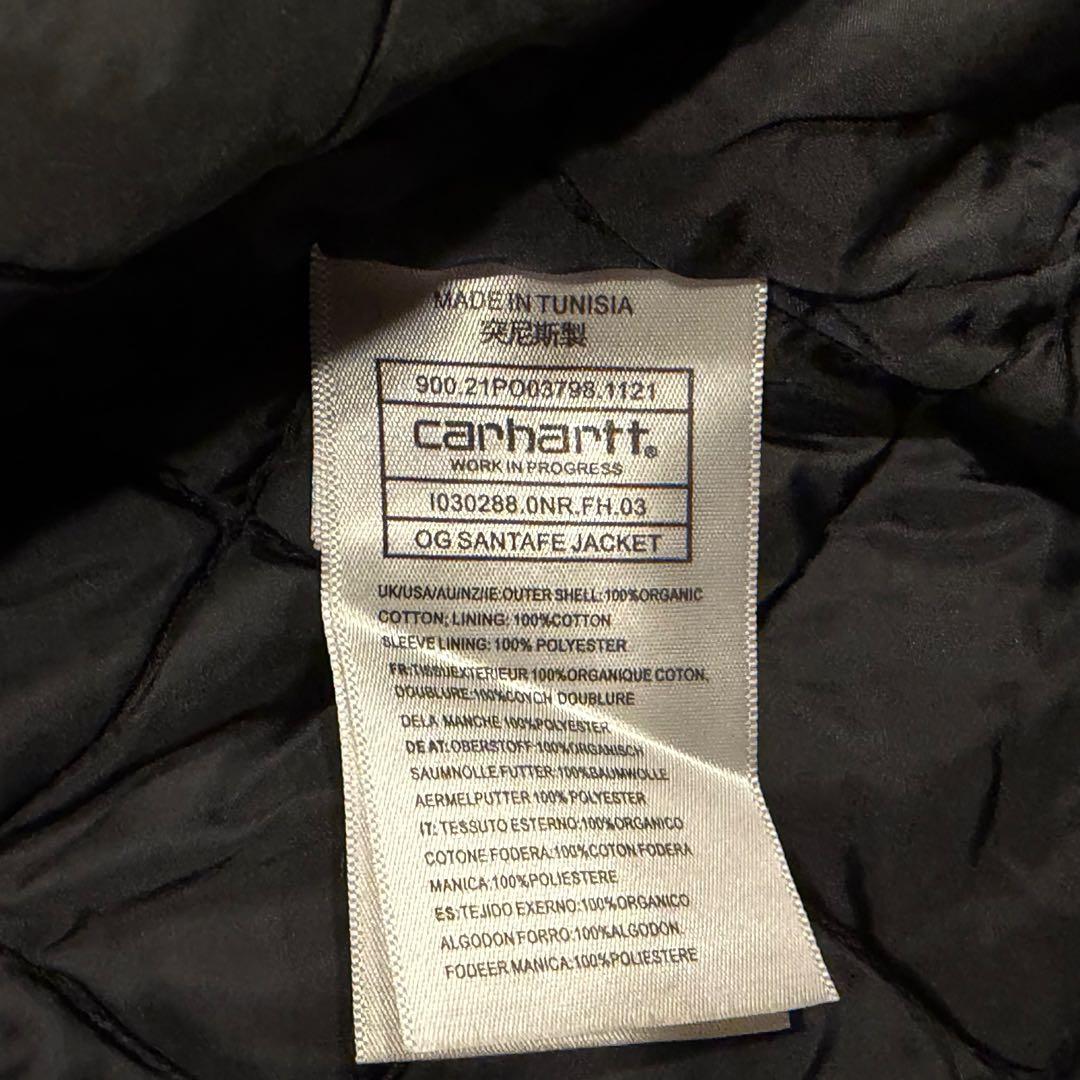 MADE IN TUNISIA
突尼斯製
900.21PO03798.1121
carhartt®
WORK IN PROGRESS
I030288.0NR.FH.03
OG SANTAFE JACKET
UK/USA/AU/NZ/IE:OUTER SHELL:100%ORGANIC
COTTON; LINING: 100%COTTON
SLEEVE LINING: 100% POLYESTER
FR:TISSUEXTERIEUR 100%ORGANIQUE COTON,
DOUBLURE:100%COYCH DOUBLURE
DELA MANCHE 100%POLYESTER
DE AT: OBERSTOFF:100%ORGANISCH
SAUMNOLLE FUTTER:100%BAUMWOLLE
AERMELPUTTER 100%POLYESTER
IT: TESSUTO ESTERNO:100%ORGANICO
COTONE FODERA:100%COTON FODERA
MANICA:100%POLIESTERE
ES:TEJIDO EXERNO:100%ORGANICO
ALGODON FORRO:100%ALGODON.
FODEER MANICA:100%POLIESTERE